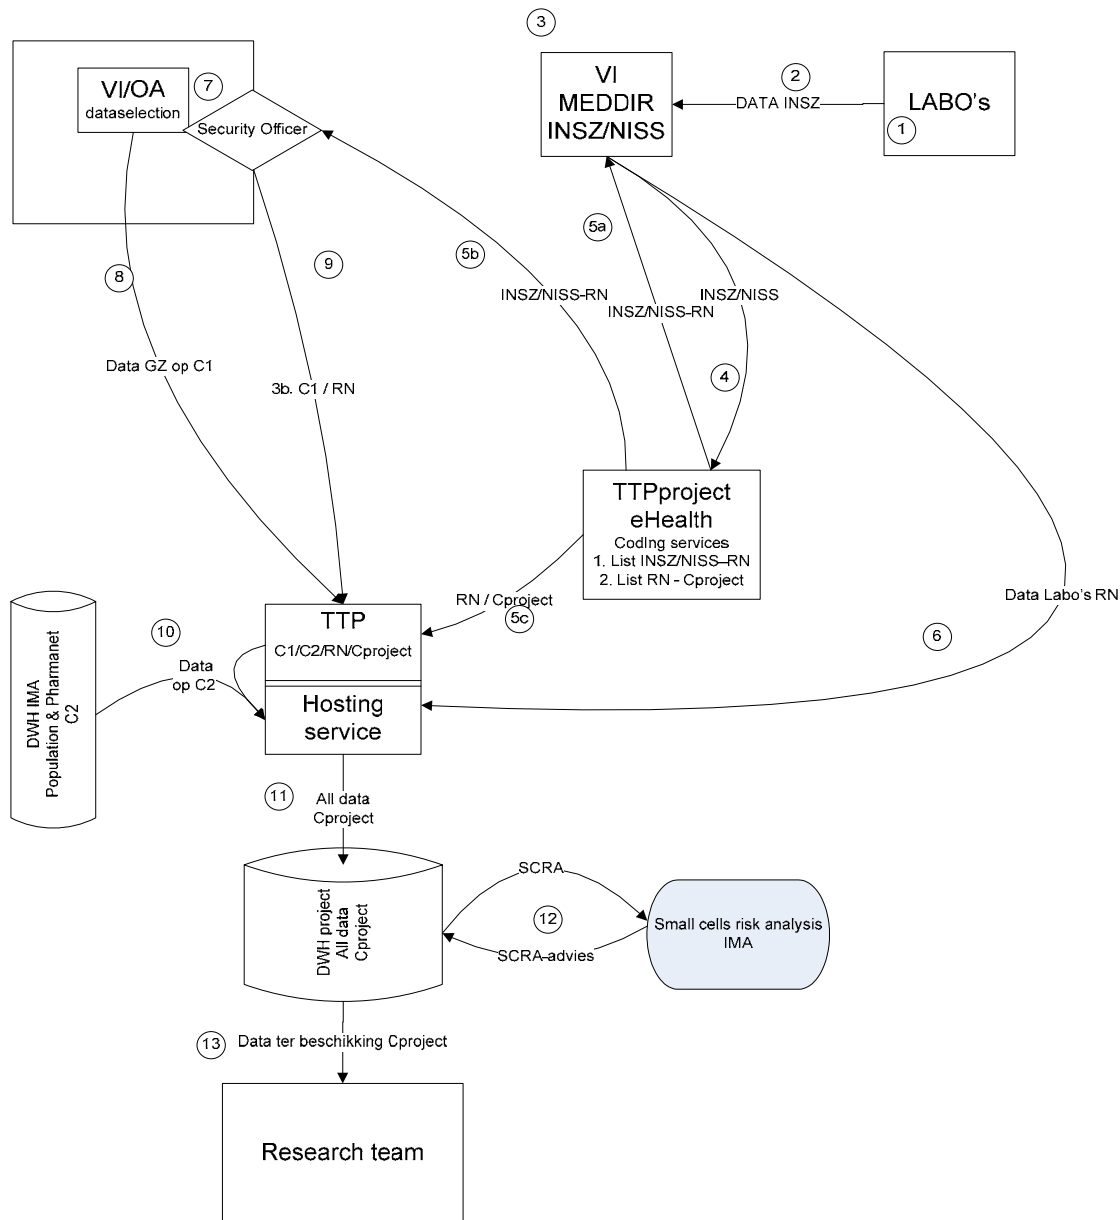 3
VI/OA
dataselection
7
Security Officer
VI
MEDDIR
INSZ/NISS
2
DATA INSZ
LABO's
1
5a
5b
9
8
INSZ/NISS-RN
INSZ/NISS
INSZ/NISS-RN
Data GZ op C1
3b. C1 / RN
4
TTPproject
eHealth
Coding services
1. List INSZ/NISS-RN
2. List RN - Cproject
RN / Cproject
5c
Data Labo's RN
6
10
Data
op C2
DWH IMA
Population & Pharmanet
C2
TTP
C1/C2/RN/Cproject
Hosting
service
11
All data
Cproject
DWH project
All data
Cproject
SCRA
12
SCRA-advies
Small cells risk analysis
IMA
13
Data ter beschikking Cproject
Research team